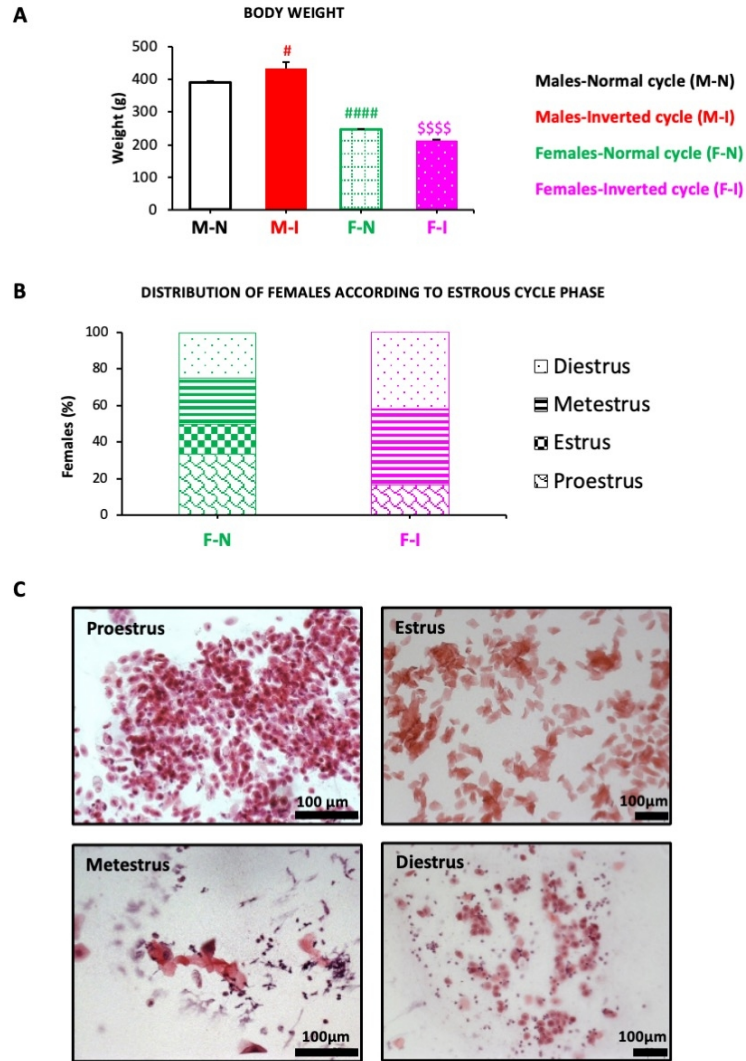 A
BODY WEIGHT
500
400
300
200
100
0
Weight (g)
#
####
$$$$
M-N
M-I
F-N
F-I
Males-Normal cycle (M-N)
Males-Inverted cycle (M-I)
Females-Normal cycle (F-N)
Females-Inverted cycle (F-I)
B
DISTRIBUTION OF FEMALES ACCORDING TO ESTROUS CYCLE PHASE
100
80
60
40
20
0
Females (%)
F-N
F-I
Diestrus
Metestrus
Estrus
Proestrus
C
Proestrus
100 µm
Estrus
100µm
Metestrus
100µm
Diestrus
100µm